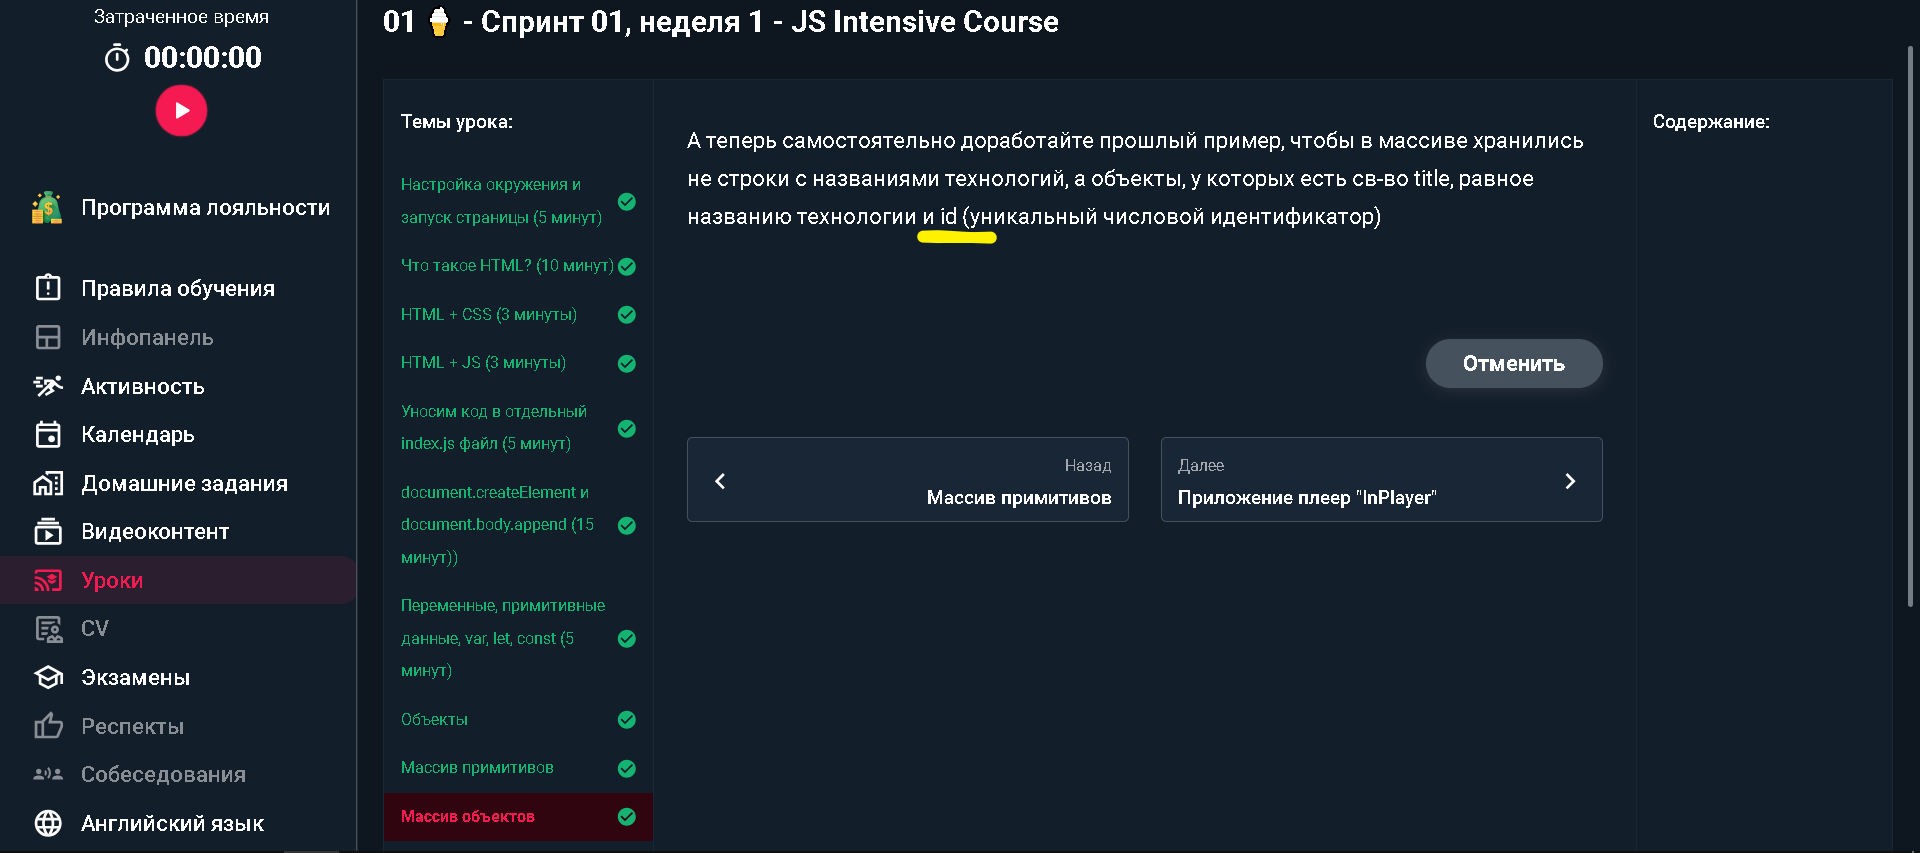 Затраченное время
00:00:00
Программа лояльности
Правила обучения
Инфопанель
Активность
Календарь
Домашние задания
Видеоконтент
Уроки
CV
Экзамены
Респекты
Собеседования
Английский язык
01 - Спринт 01, неделя 1 - JS Intensive Course
Темы урока:
Настройка окружения и
запуск страницы (5 минут)
Что такое HTML? (10 минут)
HTML + CSS (3 минуты)
HTML + JS (3 минуты)
Уносим код в отдельный
index.js файл (5 минут)
document.createElement и
document.body.append (15
минут))
Переменные, примитивные
данные, var, let, const (5
минут)
Объекты
Массив примитивов
Массив объектов
А теперь самостоятельно доработайте прошлый пример, чтобы в массиве хранились
не строки с названиями технологий, а объекты, у которых есть св-во title, равное
названию технологии и id (уникальный числовой идентификатор)
Отменить
Назад
Массив примитивов
Далее
Приложение плеер "InPlayer"
Содержание: